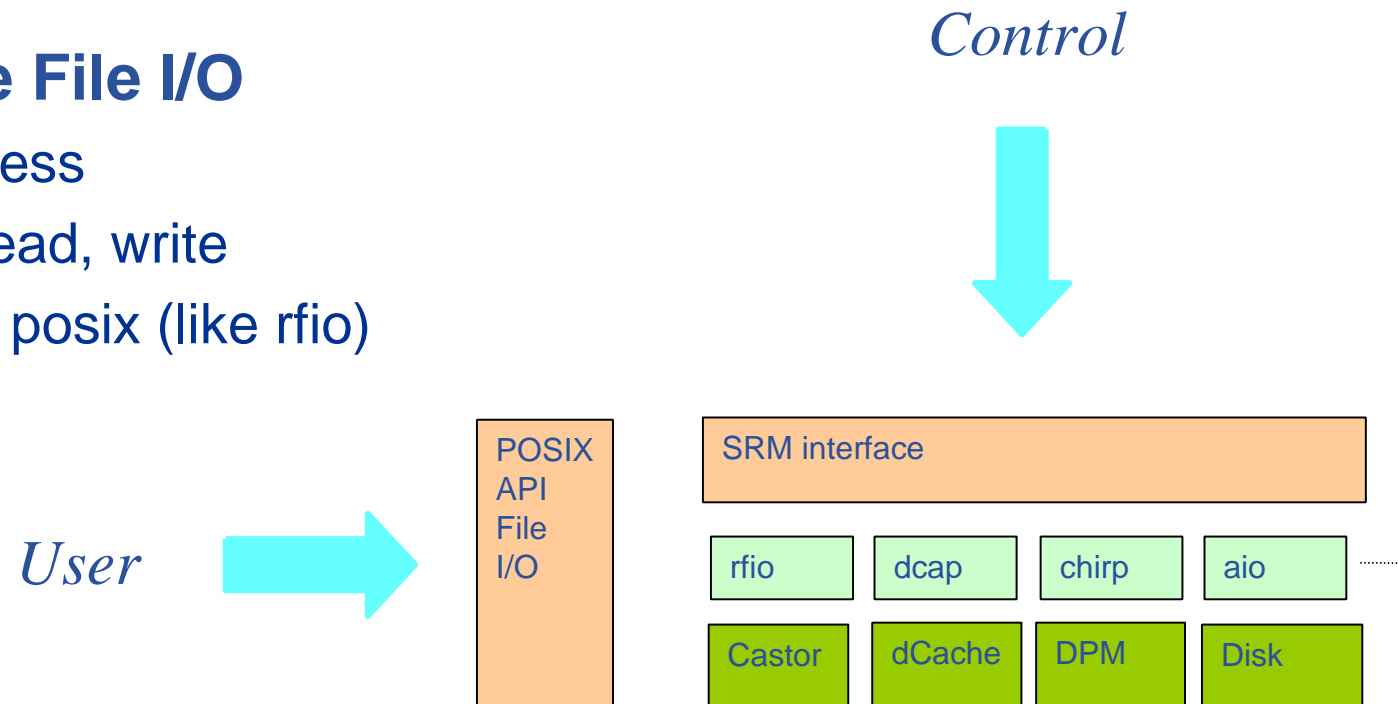 Control
e File I/O
ess
ead, write
posix (like rfio)
POSIX
API
File
I/O
SRM interface
User
rfio dcap chirp aio
Castor dCache DPM Disk